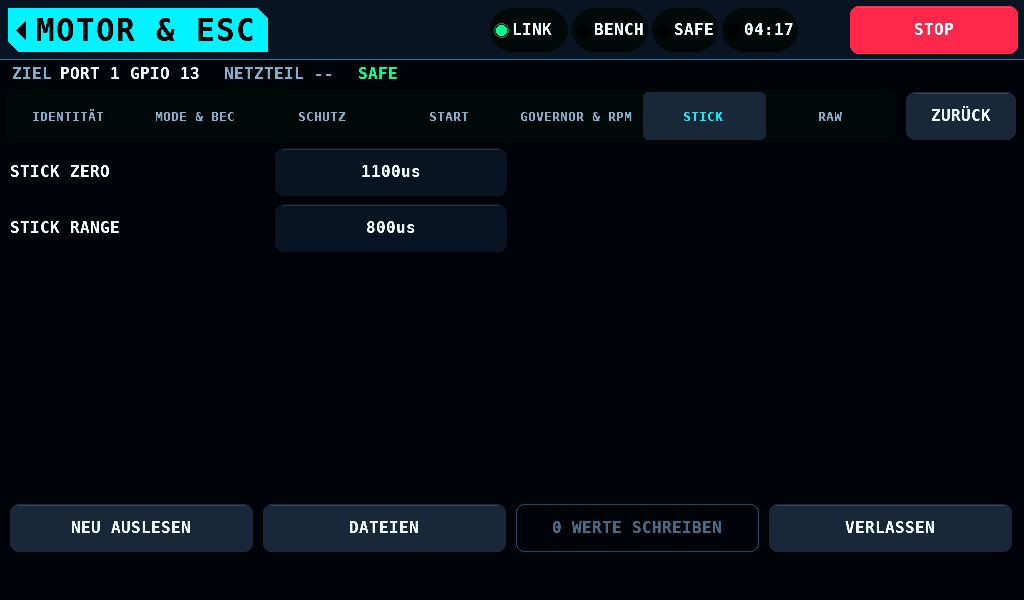 MOTOR & ESC
LINK BENCH SAFE 04:17 STOP
ZIEL PORT 1 GPIO 13 NETZTEIL -- SAFE
IDENTITÄT MODE & BEC SCHUTZ START GOVERNOR & RPM STICK RAW ZURÜCK
STICK ZERO 1100us
STICK RANGE 800us
NEU AUSLESEN DATEIEN 0 WERTE SCHREIBEN VERLASSEN